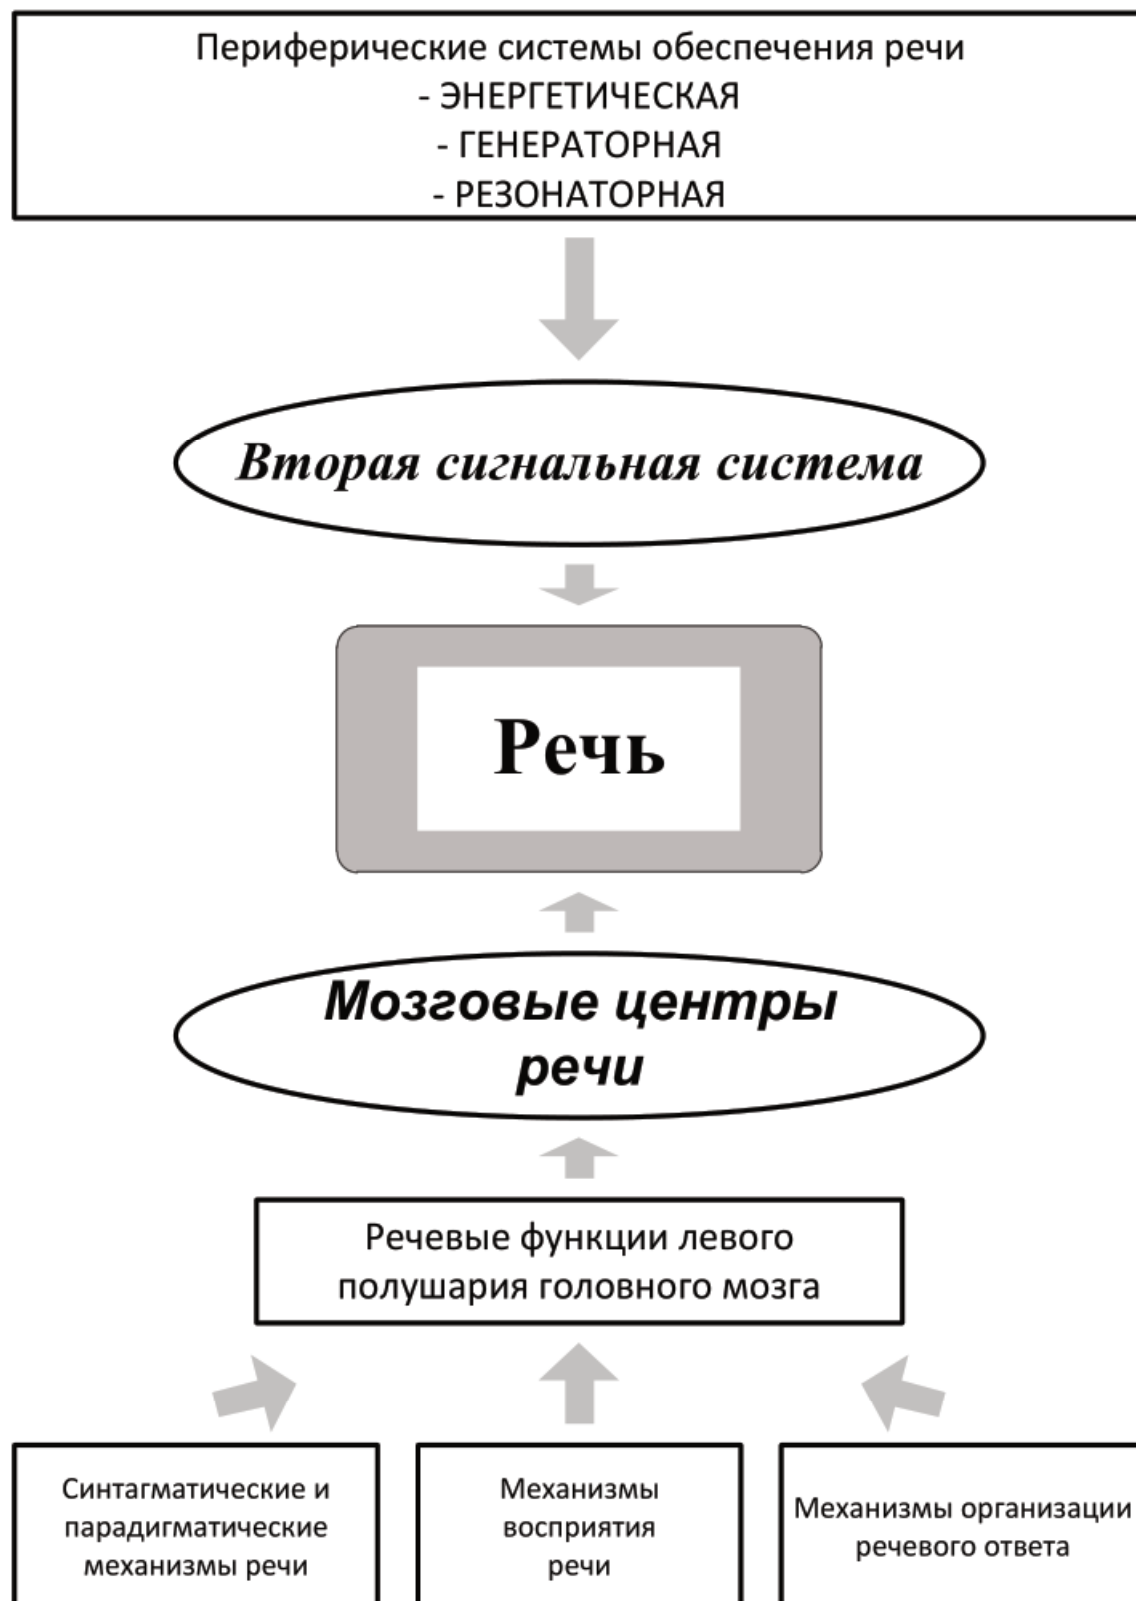 Периферические системы обеспечения речи
- ЭНЕРГЕТИЧЕСКАЯ
- ГЕНЕРАТОРНАЯ
- РЕЗОНАТОРНАЯ
Вторая сигнальная система
Речь
Мозговые центры
речи
Речевые функции левого
полушария головного мозга
Синтагматические и
парадигматические
механизмы речи
Механизмы
восприятия
речи
Механизмы организации
речевого ответа